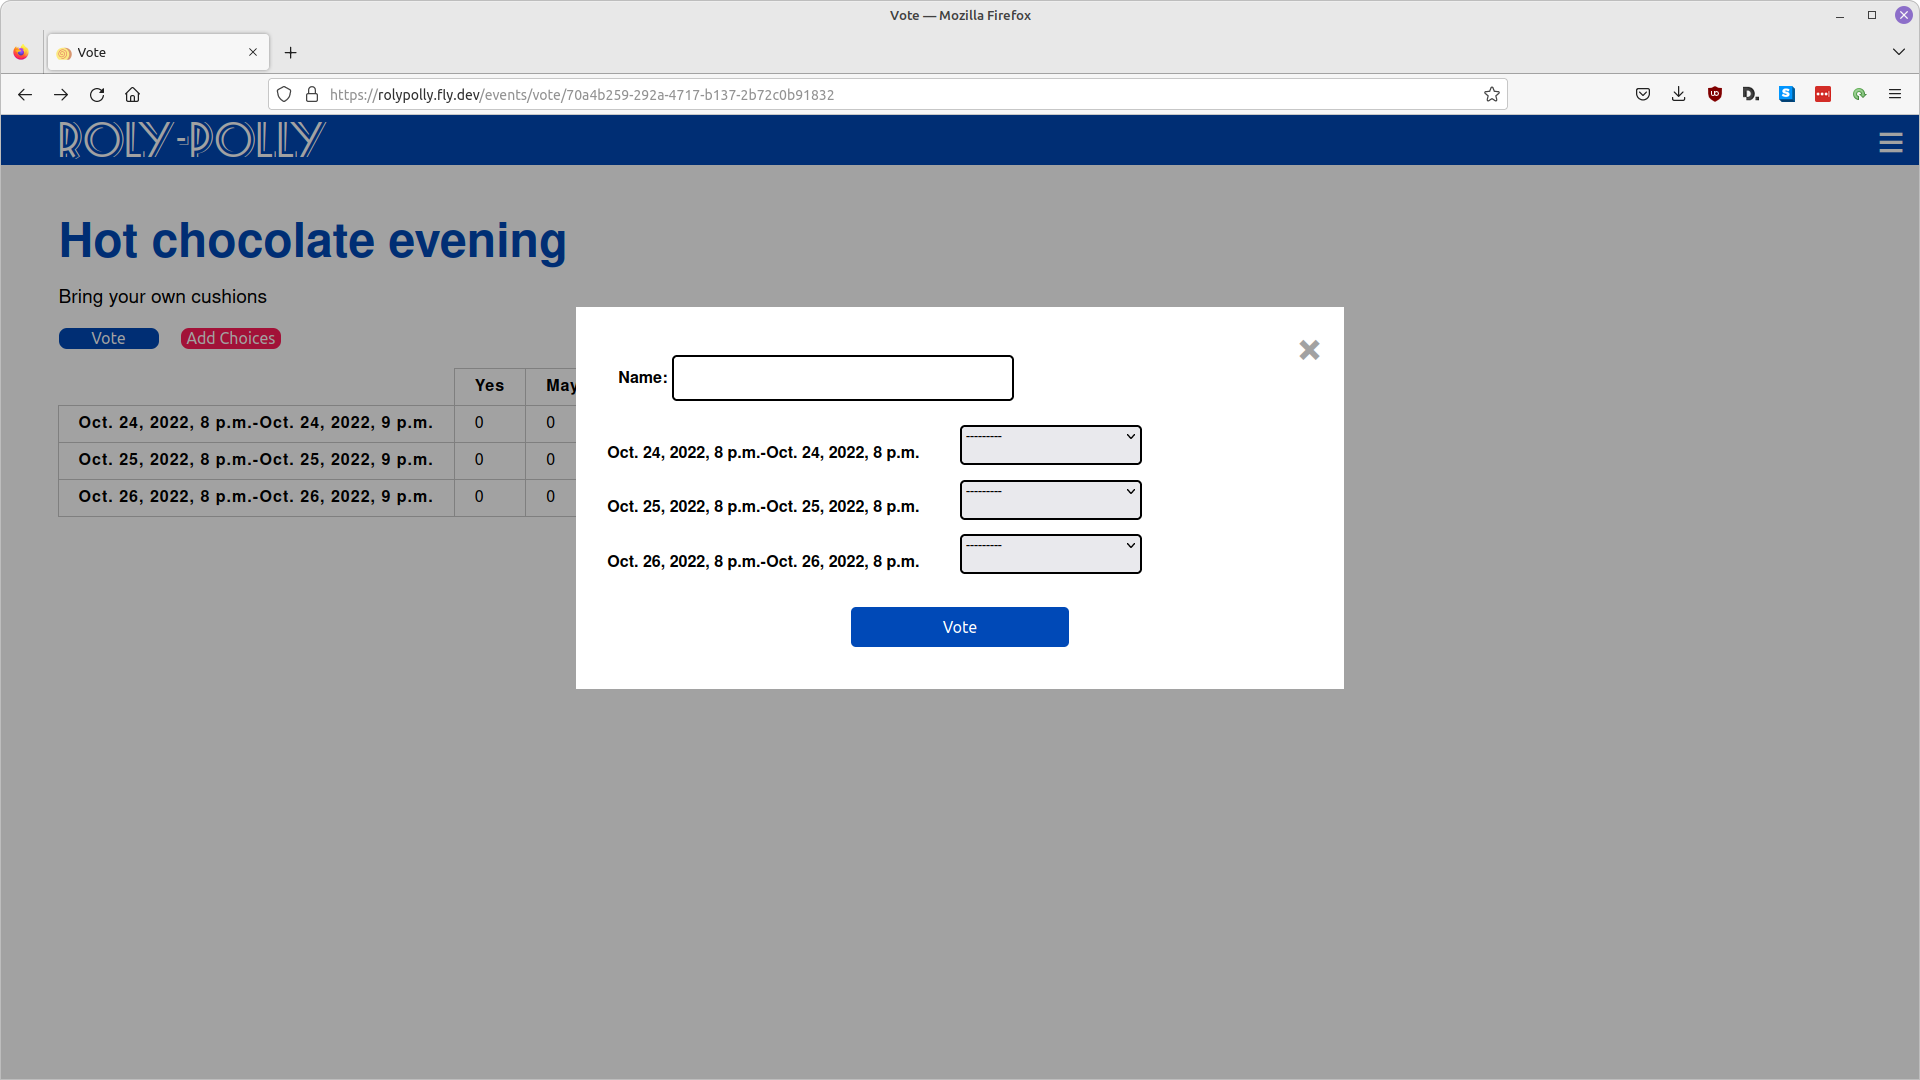 Vote — Mozilla Firefox
Vote
https://rolypolly.fly.dev/events/vote/70a4b259-292a-4717-b137-2b72c0b91832
ROLY-POLLY
Hot chocolate evening
Bring your own cushions
Vote Add Choices
Yes May
Oct. 24, 2022, 8 p.m.-Oct. 24, 2022, 9 p.m. 0 0
Oct. 25, 2022, 8 p.m.-Oct. 25, 2022, 9 p.m. 0 0
Oct. 26, 2022, 8 p.m.-Oct. 26, 2022, 9 p.m. 0 0
Name:
Oct. 24, 2022, 8 p.m.-Oct. 24, 2022, 8 p.m. ---------
Oct. 25, 2022, 8 p.m.-Oct. 25, 2022, 8 p.m. ---------
Oct. 26, 2022, 8 p.m.-Oct. 26, 2022, 8 p.m. ---------
Vote